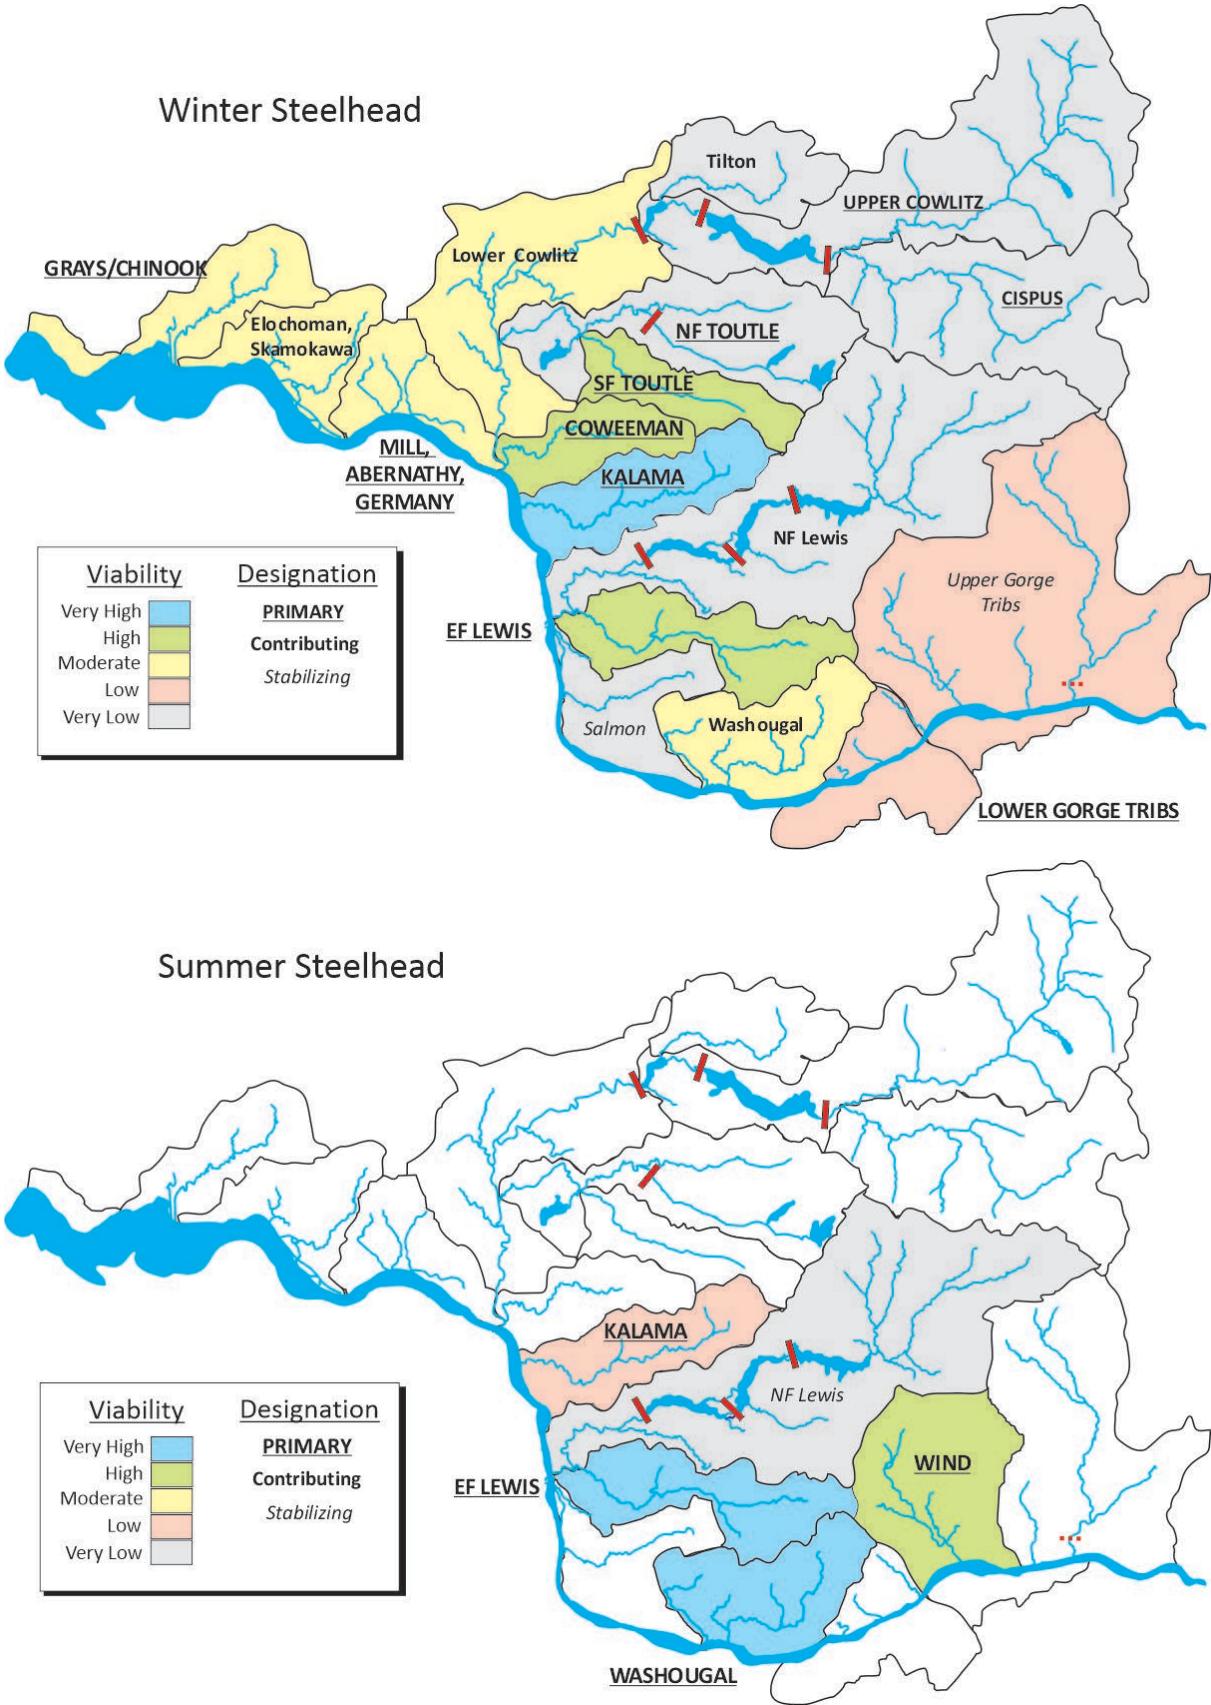 Winter Steelhead
Tilton
UPPER COWLITZ
Lower Cowlitz
GRAYS/CHINOOK
CISPUS
Elochoman,
Skamokawa
NF TOUTLE
SF TOUTLE
COWEEMAN
MILL,
ABERNATHY,
GERMANY
KALAMA
NF Lewis
Viability
Designation
Very High
PRIMARY
High
Contributing
Moderate
Stabilizing
Low
Very Low
Upper Gorge
Tribs
EF LEWIS
Salmon
Washougal
LOWER GORGE TRIBS
Summer Steelhead
KALAMA
NF Lewis
Viability
Designation
Very High
PRIMARY
High
Contributing
Moderate
Stabilizing
Low
Very Low
WIND
EF LEWIS
WASHOUGAL